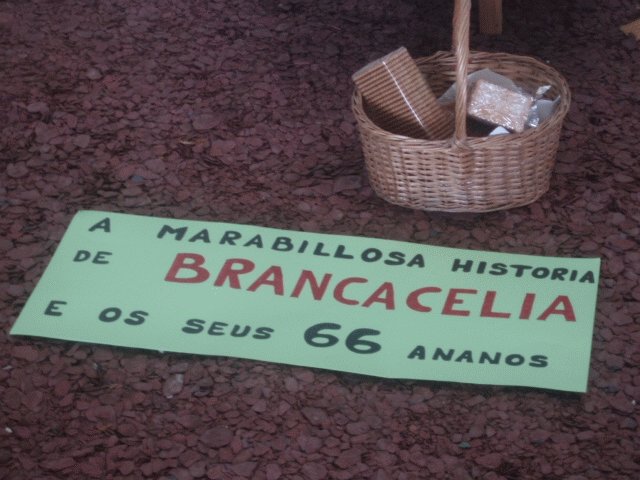 A MARABILLOSA HISTORIA
DE BRANCACELIA
E OS SEUS 66 ANANOS